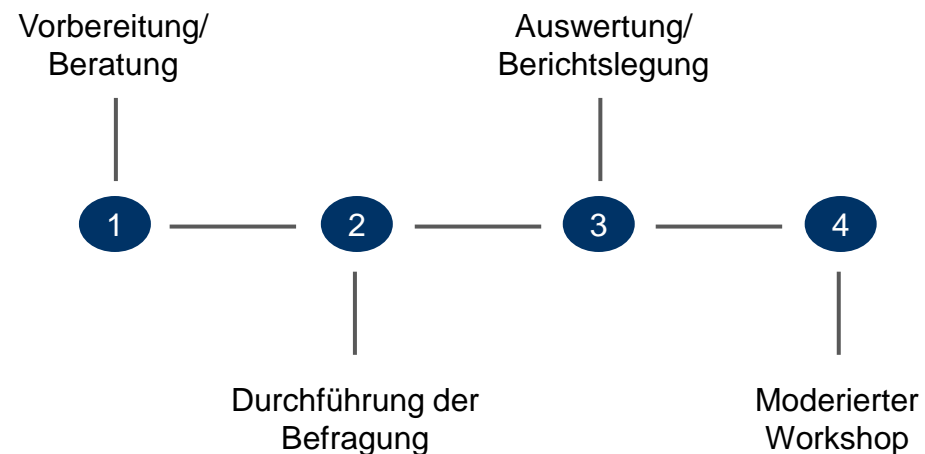 Vorbereitung/
Beratung
Auswertung/
Berichtslegung
1
2
3
4
Durchführung der
Befragung
Moderierter
Workshop